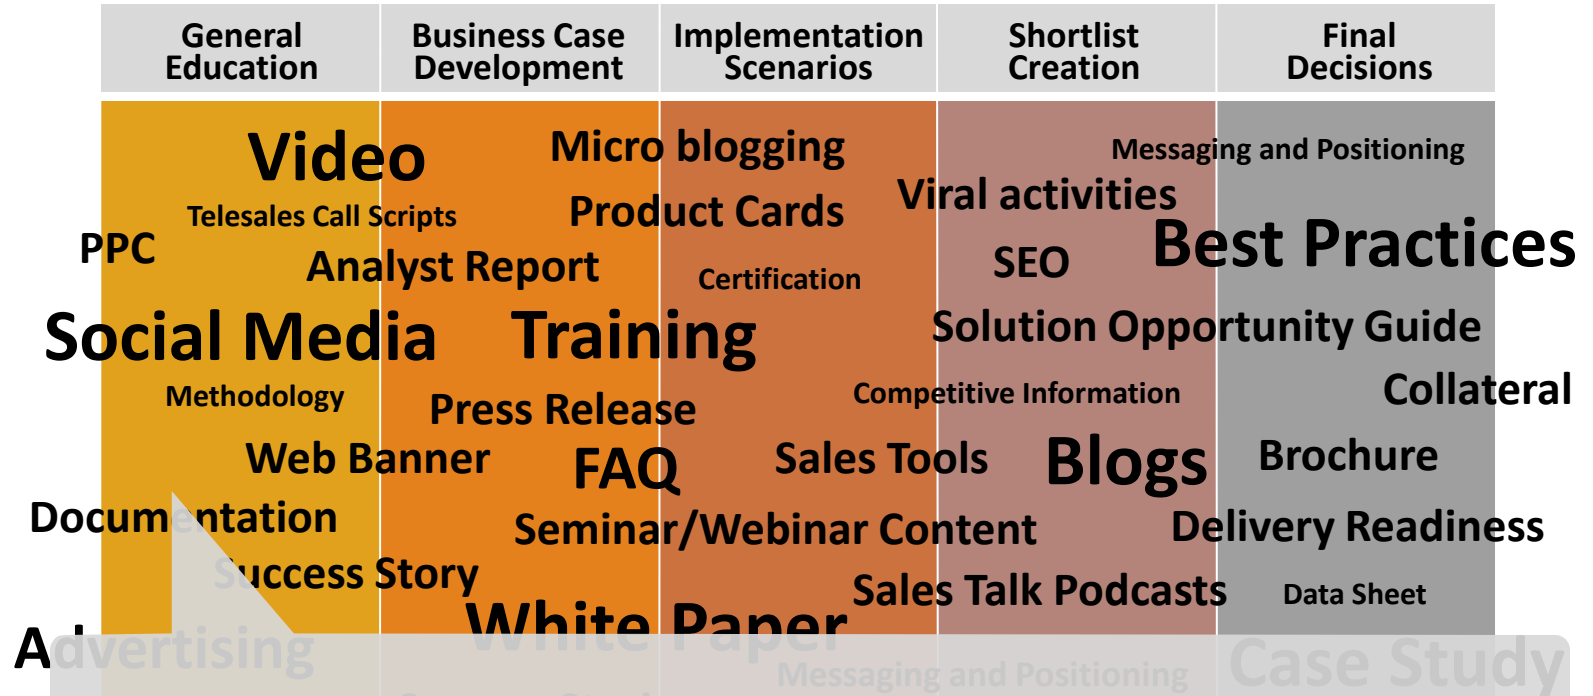 General Education
Business Case Development
Implementation Scenarios
Shortlist Creation
Final Decisions
Video
Micro blogging
Messaging and Positioning
Viral activities
Telesales Call Scripts
Product Cards
PPC
Best Practices
Analyst Report
SEO
Certification
Social Media
Training
Solution Opportunity Guide
Methodology
Competitive Information
Collateral
Press Release
Web Banner
FAQ
Sales Tools
Blogs
Brochure
Documentation
Seminar/Webinar Content
Delivery Readiness
Success Story
Sales Talk Podcasts
Data Sheet
White Paper
Advertising
Messaging and Positioning
Case Study